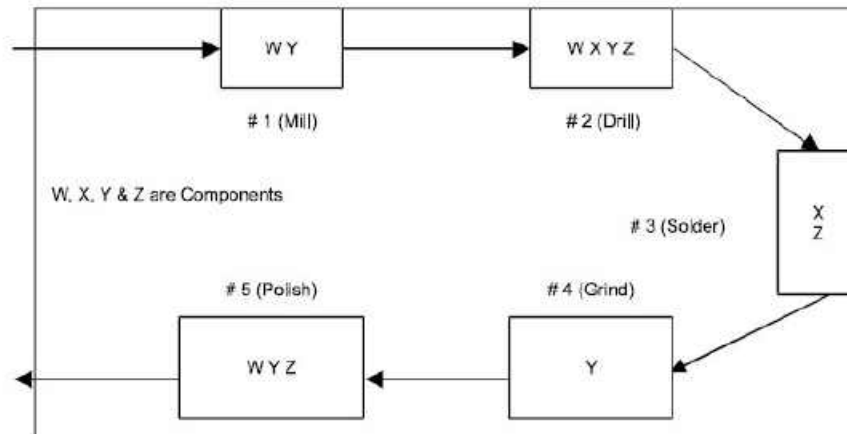 W Y
W X Y Z
# 1 (Mill)
# 2 (Drill)
W, X, Y & Z are Components
# 3 (Solder)
X
Z
# 5 (Polish)
# 4 (Grind)
W Y Z
Y